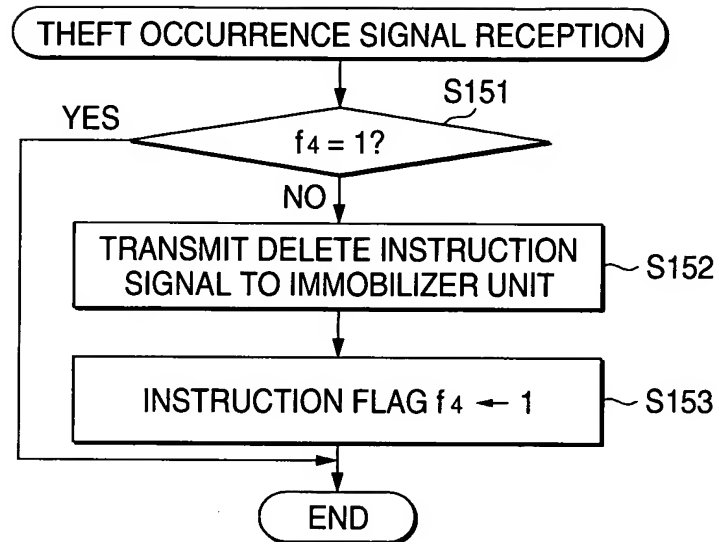 THEFT OCCURRENCE SIGNAL RECEPTION
S151
YES
f4 = 1?
NO
TRANSMIT DELETE INSTRUCTION
SIGNAL TO IMMOBILIZER UNIT
S152
INSTRUCTION FLAG f4 ← 1
S153
END